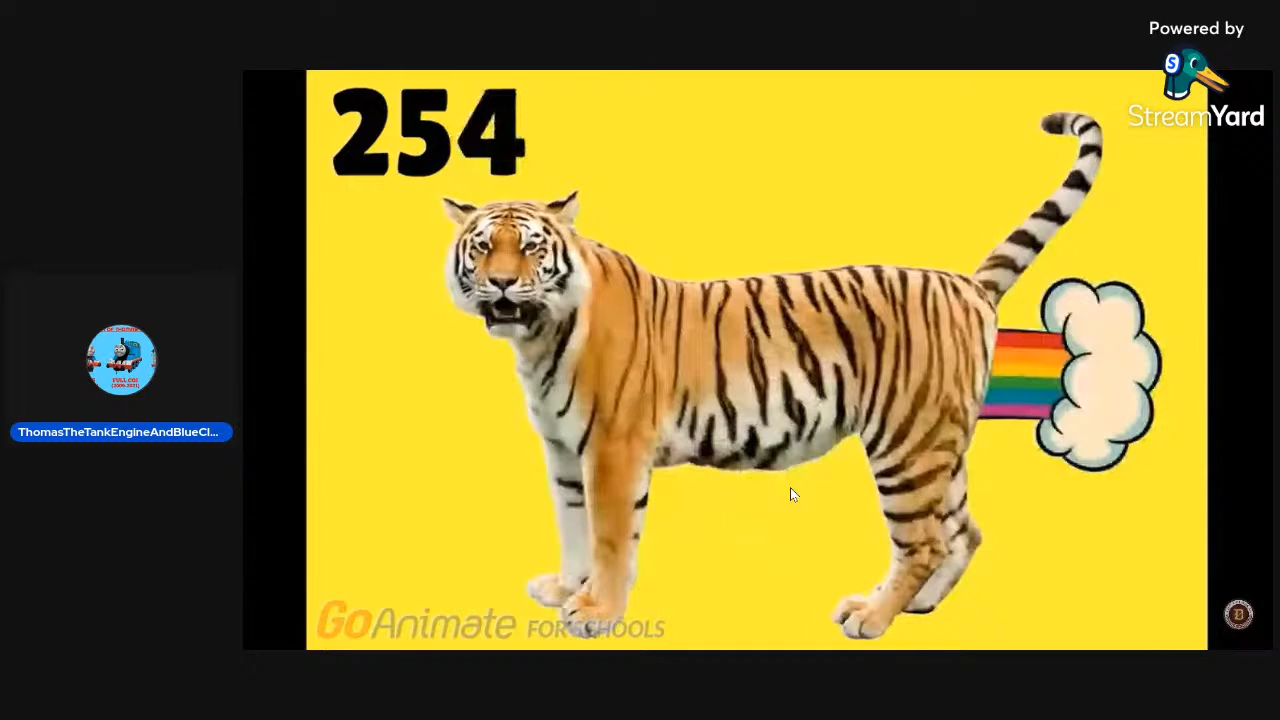 Powered by
StreamYard
254
ThomasTheTankEngineAndBlueCl...
GoAnimate FOR SCHOOLS